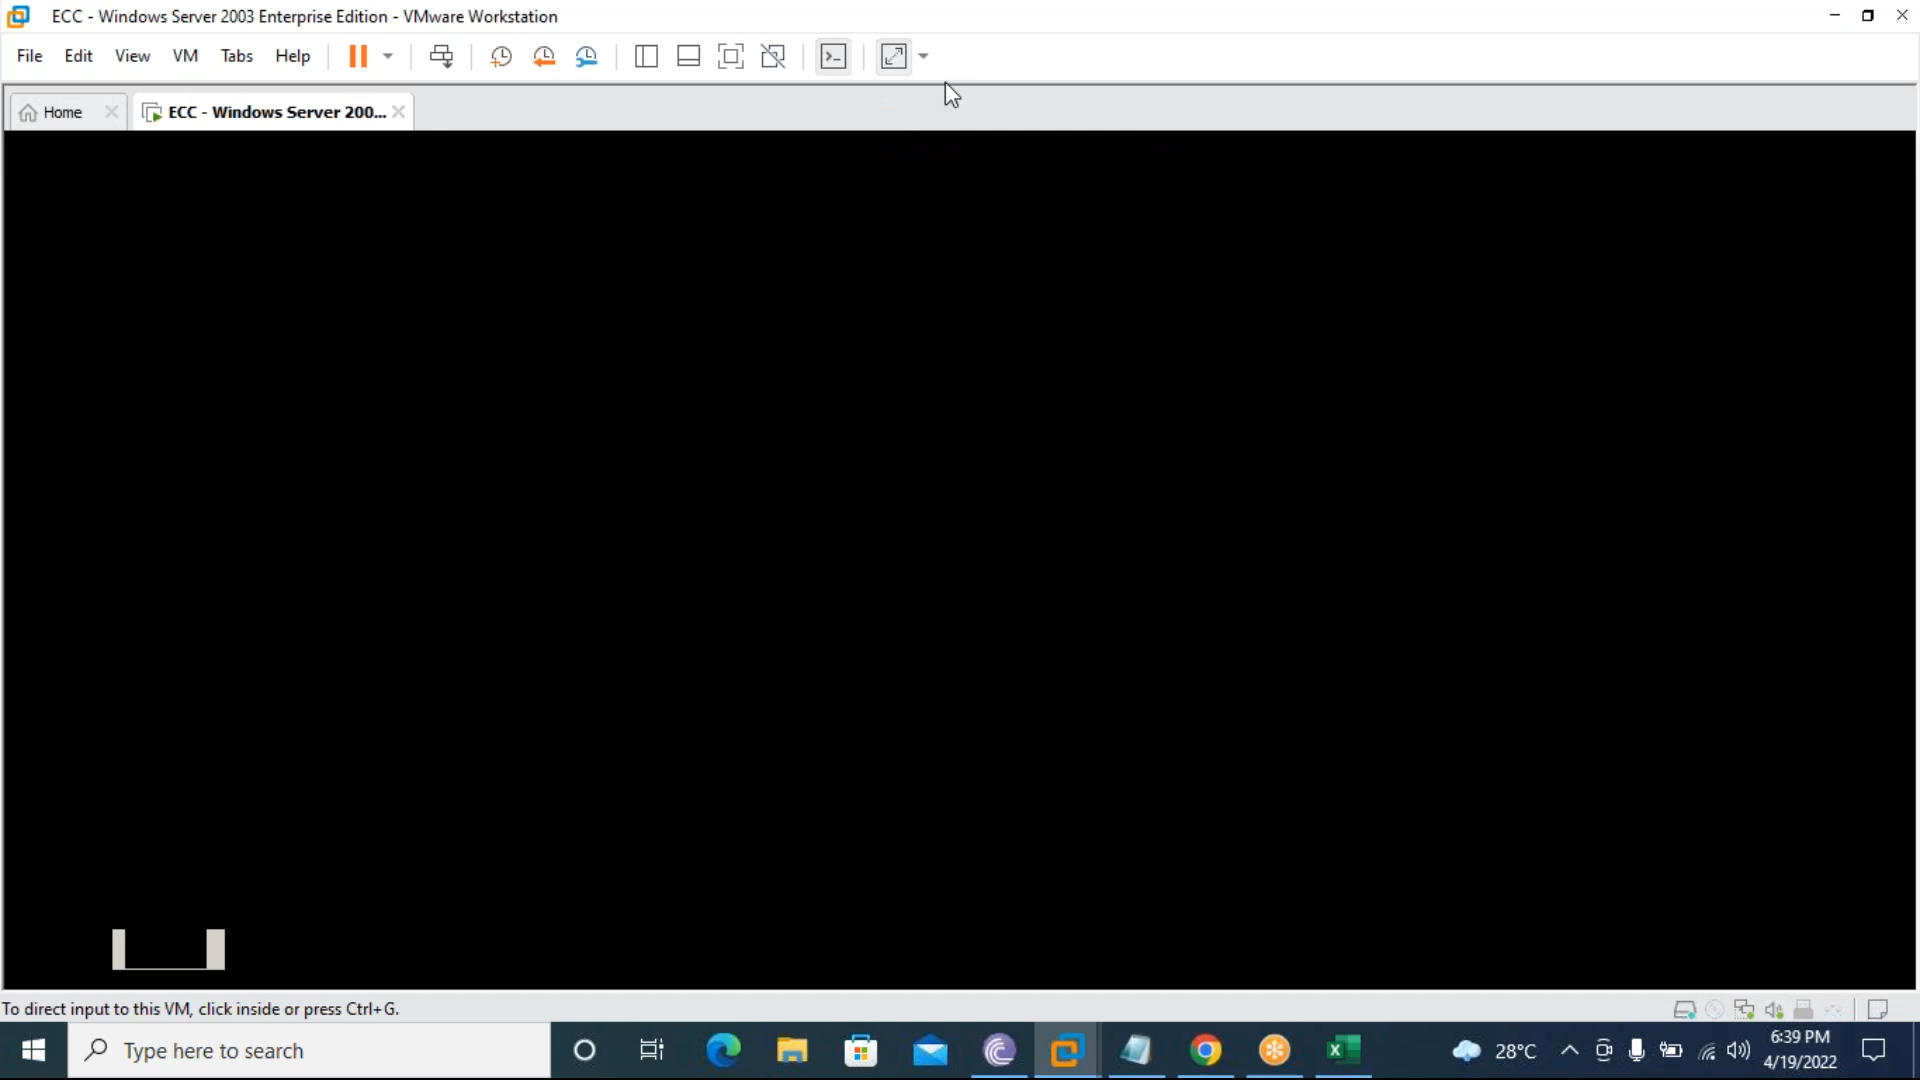 ECC - Windows Server 2003 Enterprise Edition - VMware Workstation
File Edit View VM Tabs Help
Home
ECC - Windows Server 200...
To direct input to this VM, click inside or press Ctrl+G.
Type here to search
28°C
6:39 PM
4/19/2022